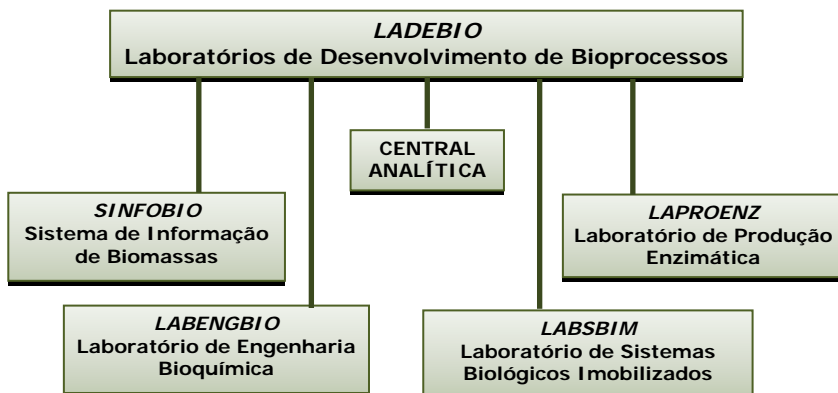 LADEBIO
Laboratórios de Desenvolvimento de Bioprocessos
CENTRAL
ANALÍTICA
SINFOBIO
Sistema de Informação
de Biomassas
LAPROENZ
Laboratório de Produção
Enzimática
LABENGBIO
Laboratório de Engenharia
Bioquímica
LABSBIM
Laboratório de Sistemas
Biológicos Imobilizados